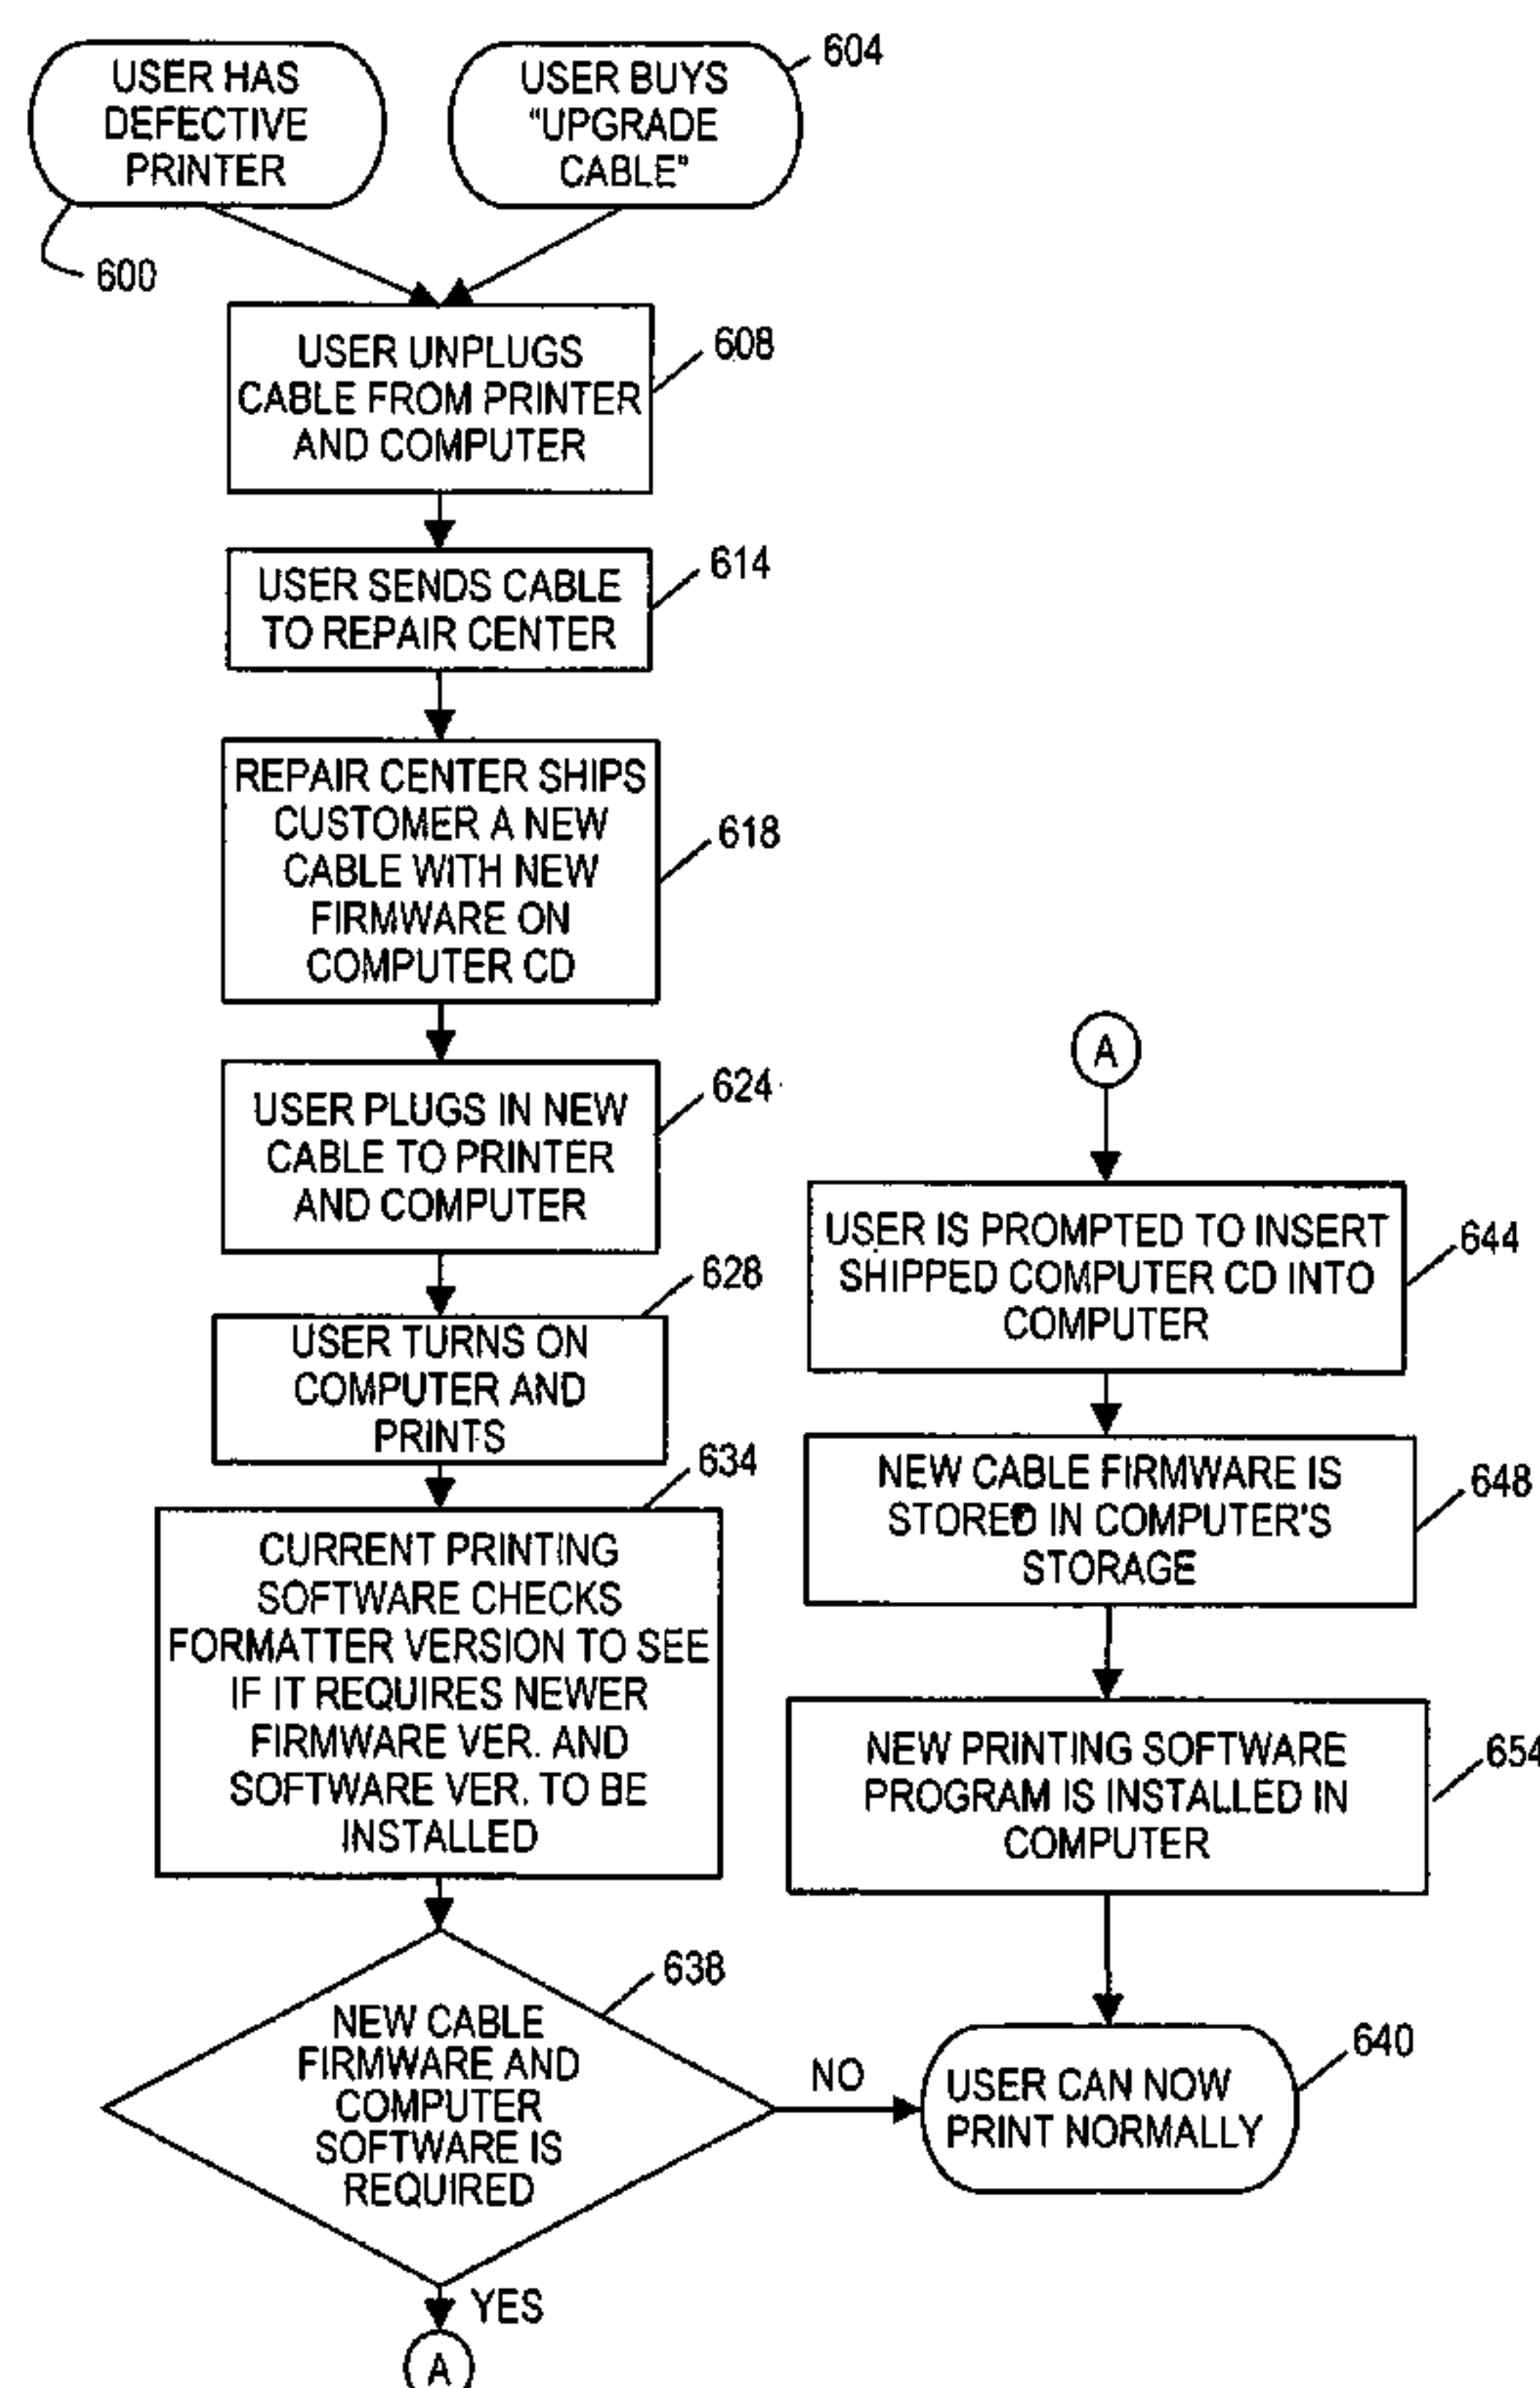 USER HAS
DEFECTIVE
PRINTER
600
USER BUYS
"UPGRADE
CABLE"
604
USER UNPLUGS
CABLE FROM PRINTER
AND COMPUTER
608
USER SENDS CABLE
TO REPAIR CENTER
614
REPAIR CENTER SHIPS
CUSTOMER A NEW
CABLE WITH NEW
FIRMWARE ON
COMPUTER CD
618
USER PLUGS IN NEW
CABLE TO PRINTER
AND COMPUTER
624
USER TURNS ON
COMPUTER AND
PRINTS
628
CURRENT PRINTING
SOFTWARE CHECKS
FORMATTER VERSION TO SEE
IF IT REQUIRES NEWER
FIRMWARE VER. AND
SOFTWARE VER. TO BE
INSTALLED
634
NEW CABLE
FIRMWARE AND
COMPUTER
SOFTWARE IS
REQUIRED
638
NO
YES
A
A
USER IS PROMPTED TO INSERT
SHIPPED COMPUTER CD INTO
COMPUTER
644
NEW CABLE FIRMWARE IS
STORED IN COMPUTER'S
STORAGE
648
NEW PRINTING SOFTWARE
PROGRAM IS INSTALLED IN
COMPUTER
654
USER CAN NOW
PRINT NORMALLY
640